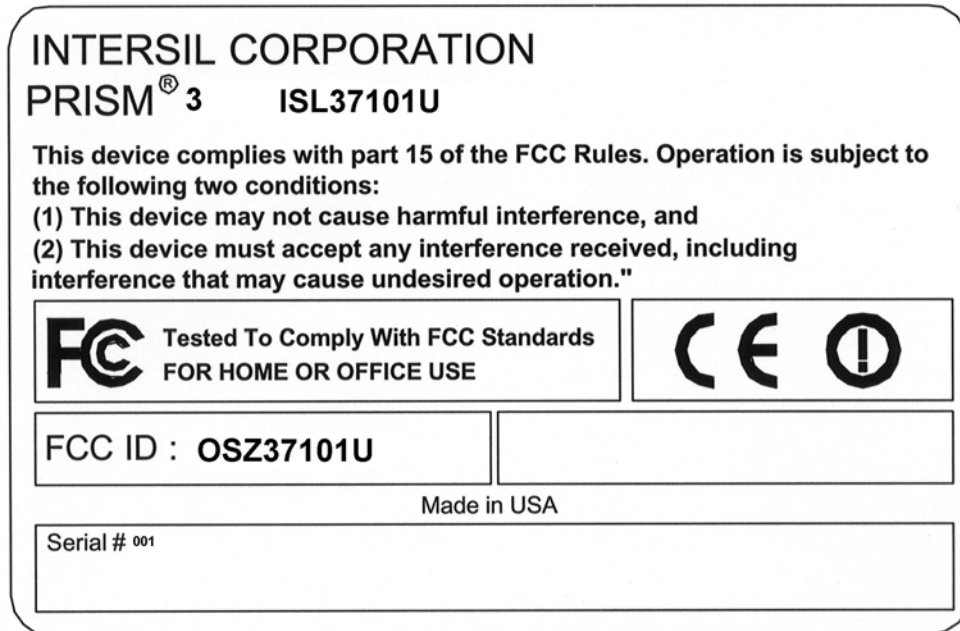 INTERSIL CORPORATION
PRISM® 3 ISL37101U
This device complies with part 15 of the FCC Rules. Operation is subject to
the following two conditions:
(1) This device may not cause harmful interference, and
(2) This device must accept any interference received, including
interference that may cause undesired operation."
FC Tested To Comply With FCC Standards
FOR HOME OR OFFICE USE
CE
FCC ID : OSZ37101U
Made in USA
Serial # 001